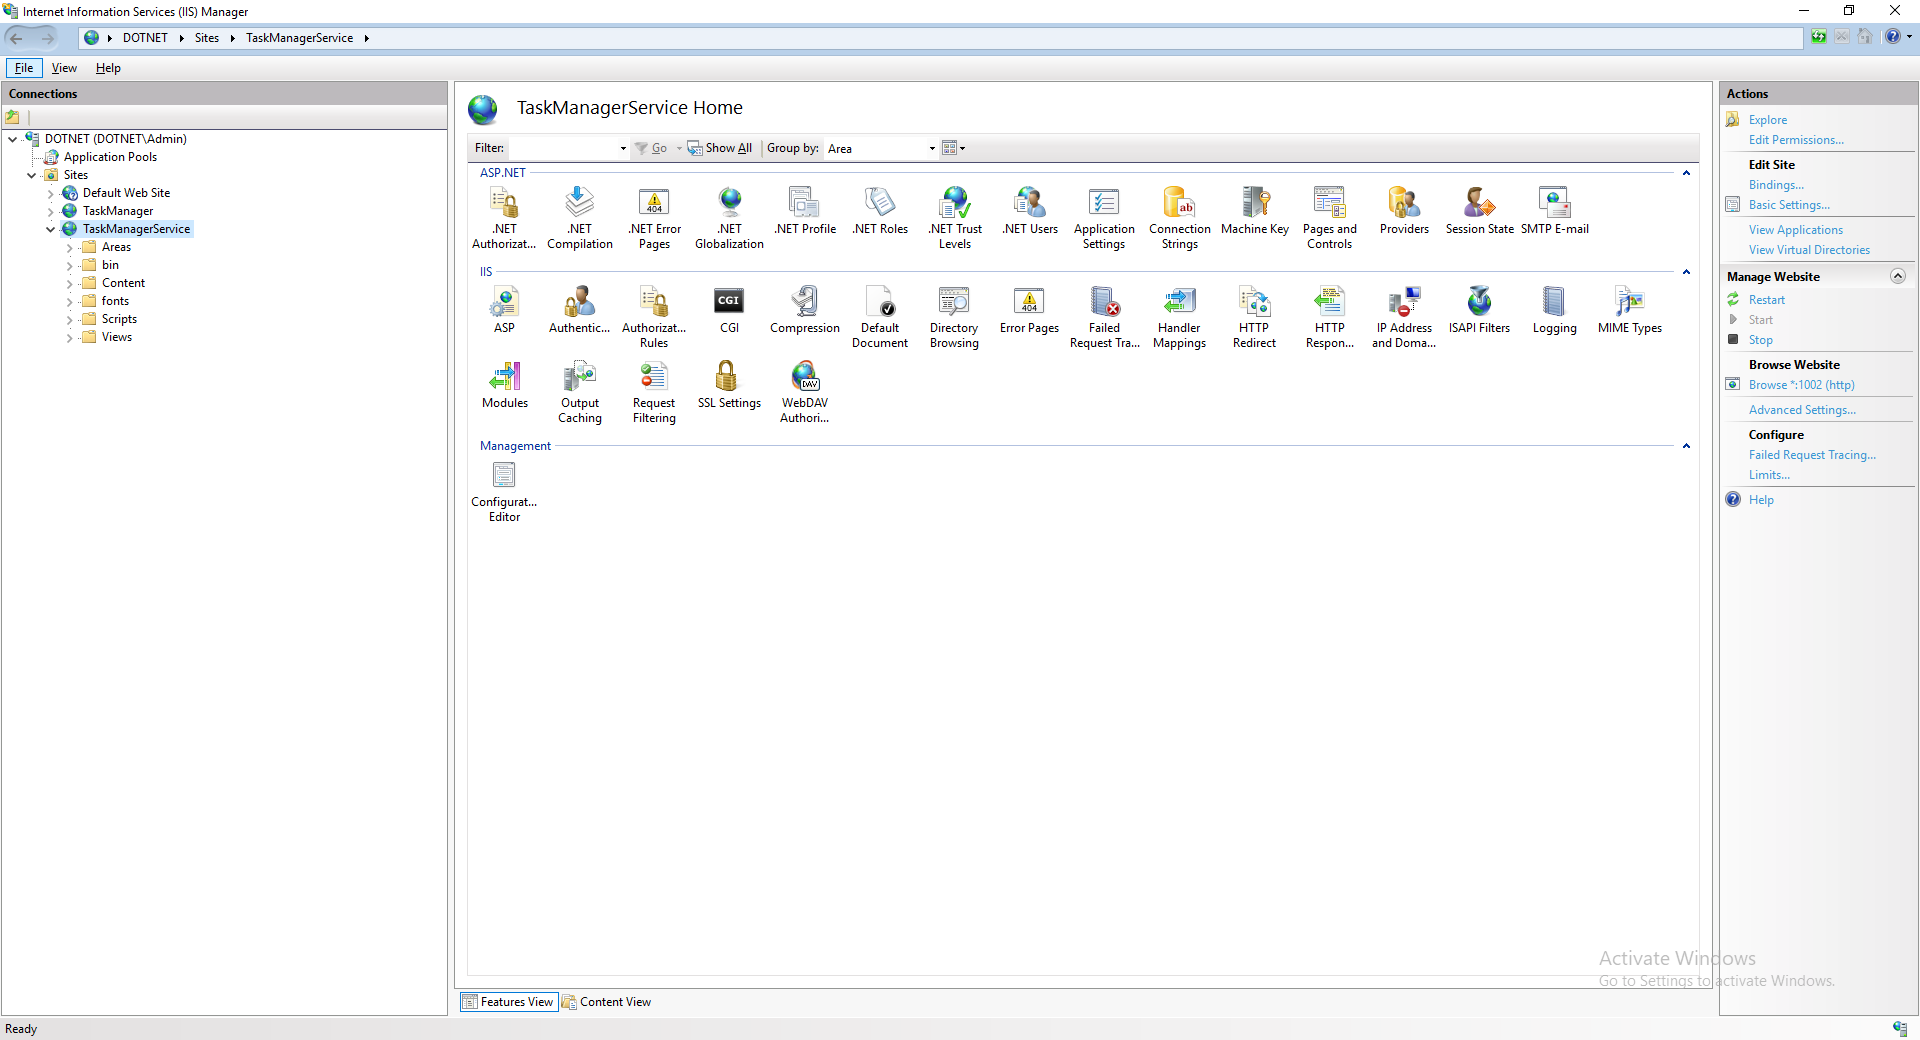 Internet Information Services (IIS) Manager
DOTNET
Sites
TaskManagerService
File
View
Help
Connections
DOTNET (DOTNET\Admin)
Application Pools
Sites
Default Web Site
TaskManager
TaskManagerService
Areas
bin
Content
fonts
Scripts
Views
TaskManagerService Home
Filter:
Go
Show All
Group by:
Area
ASP.NET
.NET
Authorizat...
.NET
Compilation
404
.NET Error
Pages
.NET
Globalization
.NET Profile
.NET Roles
.NET Trust
Levels
.NET Users
Application
Settings
ab
Connection
Strings
Machine Key
Pages and
Controls
Providers
Session State
SMTP E-mail
IIS
ASP
Authentic...
Authorizat...
Rules
CGI
CGI
Compression
Default
Document
Directory
Browsing
404
Error Pages
Failed
Request Tra...
Handler
Mappings
HTTP
Redirect
HTTP
Respon...
IP Address
and Doma...
ISAPI Filters
Logging
MIME Types
Modules
Output
Caching
Request
Filtering
SSL Settings
DAV
WebDAV
Authori...
Management
Configurat...
Editor
Features View
Content View
Actions
Explore
Edit Permissions...
Edit Site
Bindings...
Basic Settings...
View Applications
View Virtual Directories
Manage Website
Restart
Start
Stop
Browse Website
Browse *:1002 (http)
Advanced Settings...
Configure
Failed Request Tracing...
Limits...
Help
Activate Windows
Go to Settings to activate Windows.
Ready